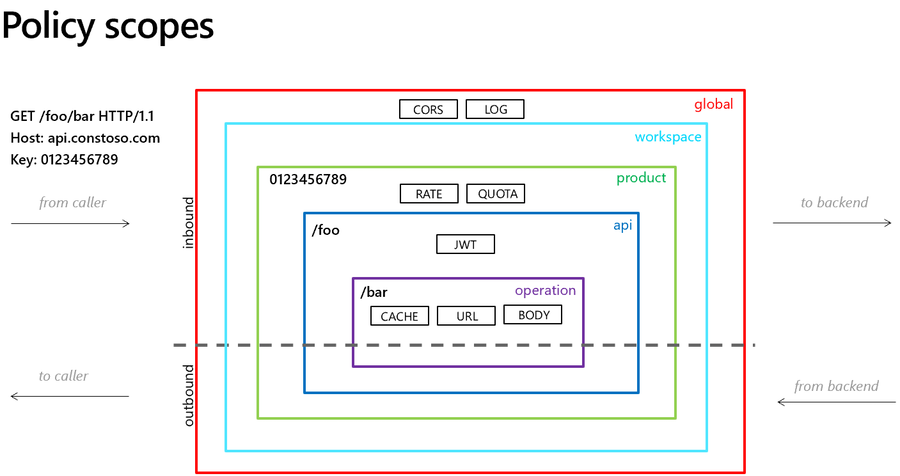 Policy scopes
GET /foo/bar HTTP/1.1
Host: api.constoso.com
Key: 0123456789
from caller
to caller
inbound
outbound
global
CORS
LOG
workspace
product
0123456789
RATE
QUOTA
api
/foo
JWT
operation
/bar
CACHE
URL
BODY
to backend
from backend